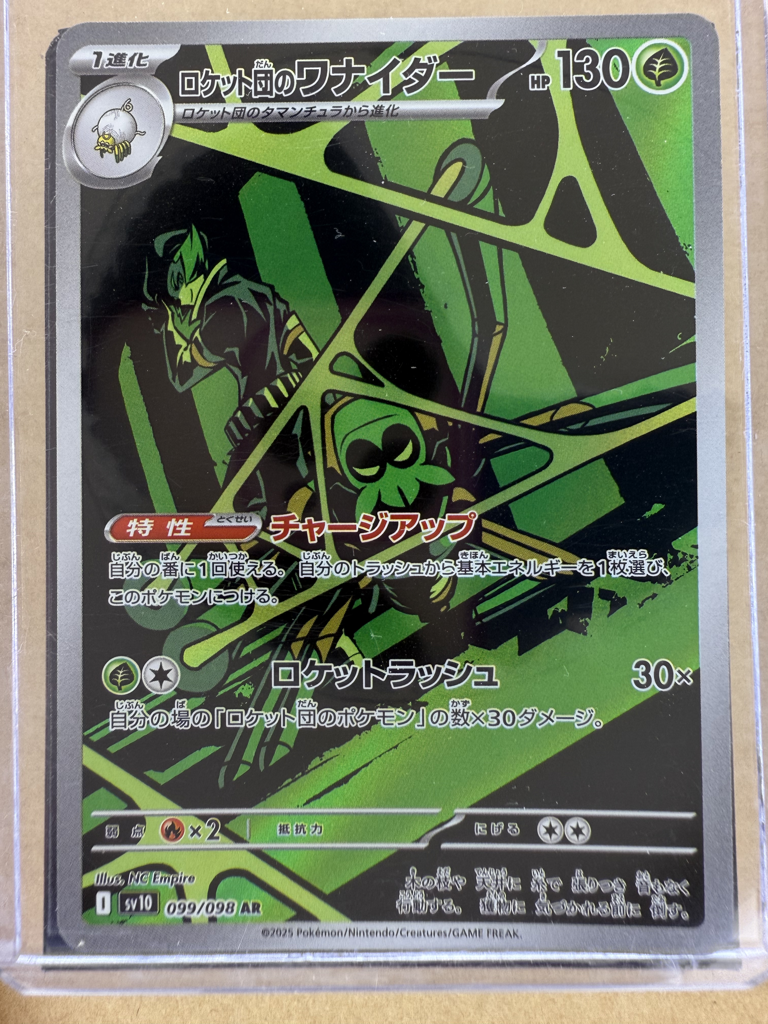 1進化
ロケット団のワナイダー
HP 130
ロケット団のタマンチュラから進化
特性 チャージアップ
自分の番に1回使える。自分のトラッシュから基本エネルギーを1枚選び、
このポケモンにつける。
ロケットラッシュ 30×
自分の場の「ロケット団のポケモン」の数×30ダメージ。
弱点 ×2 抵抗力 にげる
Illus. NC Empire
木の枝や 天井に 糸で 張りつき 音もなく
I sv10 099/098 AR
行動する。 獲物に 気づかれる前に 倒す。
©2025 Pokémon/Nintendo/Creatures/GAME FREAK.